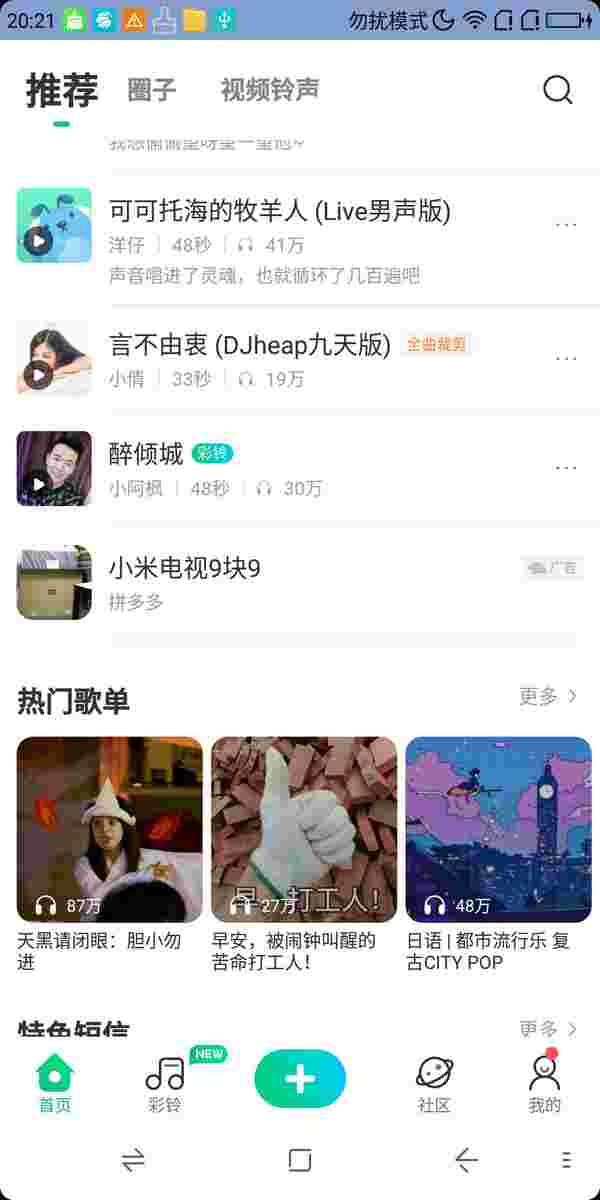 20:21 勿扰模式
推荐 圈子 视频铃声
可可托海的牧羊人 (Live男声版)
洋仔 48秒 41万
声音唱进了灵魂，也就循环了几百遍吧
言不由衷 (DJheap九天版) 全曲裁剪
小倩 33秒 19万
醉倾城 彩铃
小阿枫 48秒 30万
小米电视9块9 广告
拼多多
热门歌单 更多
87万 27万 48万
早，打工人！
天黑请闭眼：胆小勿进
早安，被闹钟叫醒的苦命打工人！
日语 | 都市流行乐 复古CITY POP
特色短信 更多
NEW
首页 彩铃 社区 我的